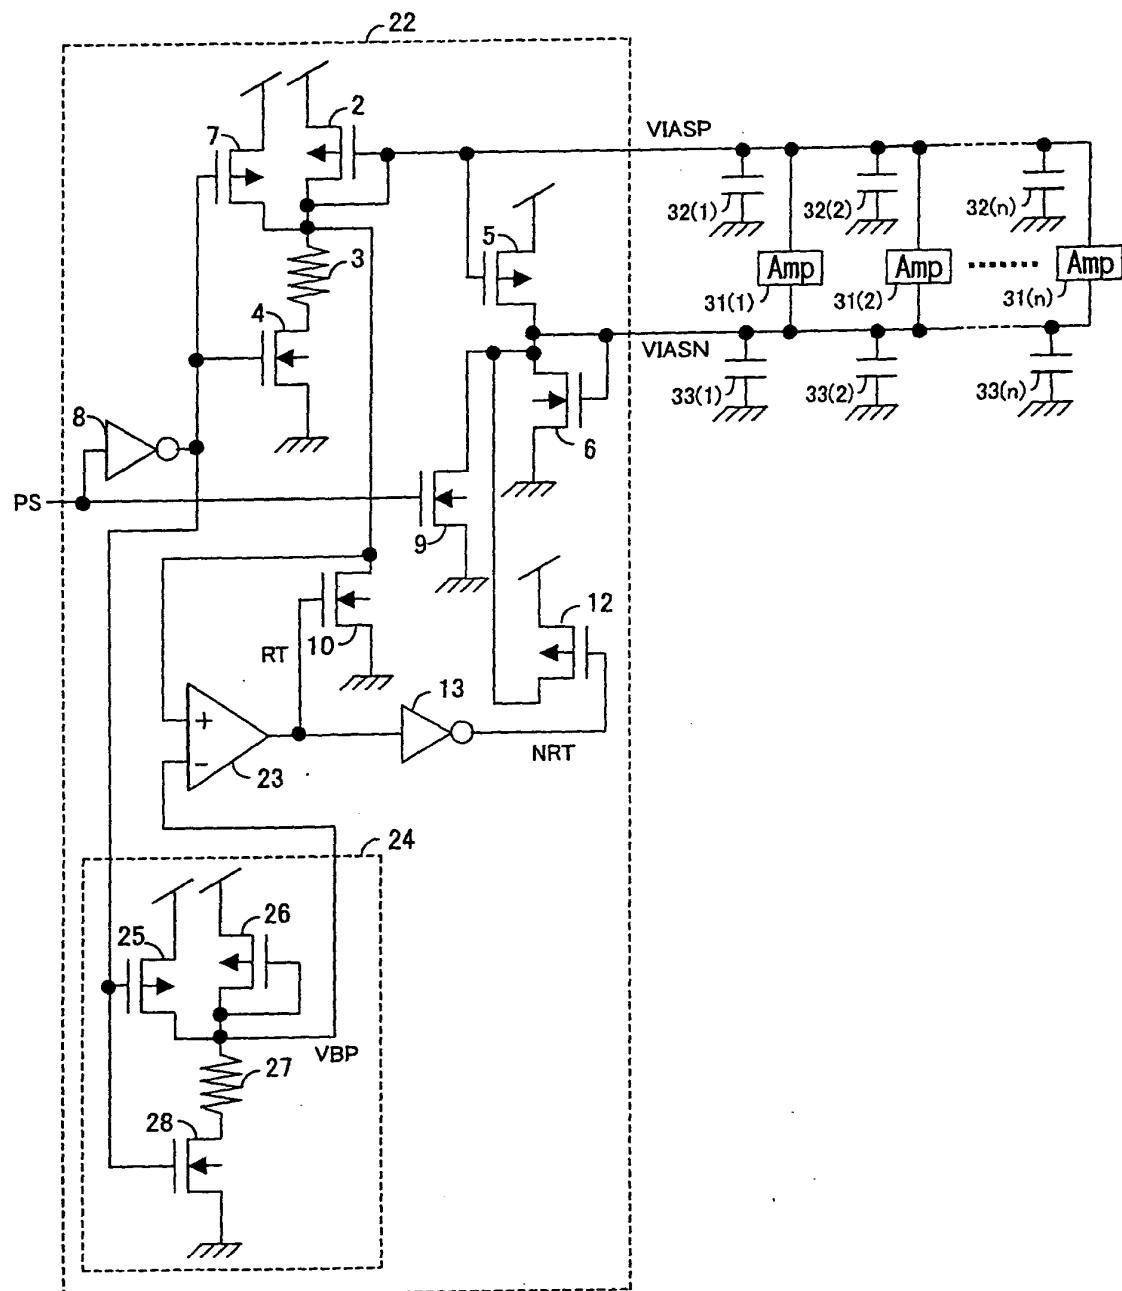 22
2
7
VIASP
32(1)
32(2)
32(n)
5
3
Amp
Amp
Amp
31(1)
31(2)
31(n)
4
VIASN
33(1)
33(2)
33(n)
8
6
PS
9
12
10
RT
13
+
−
23
NRT
24
26
25
VBP
27
28